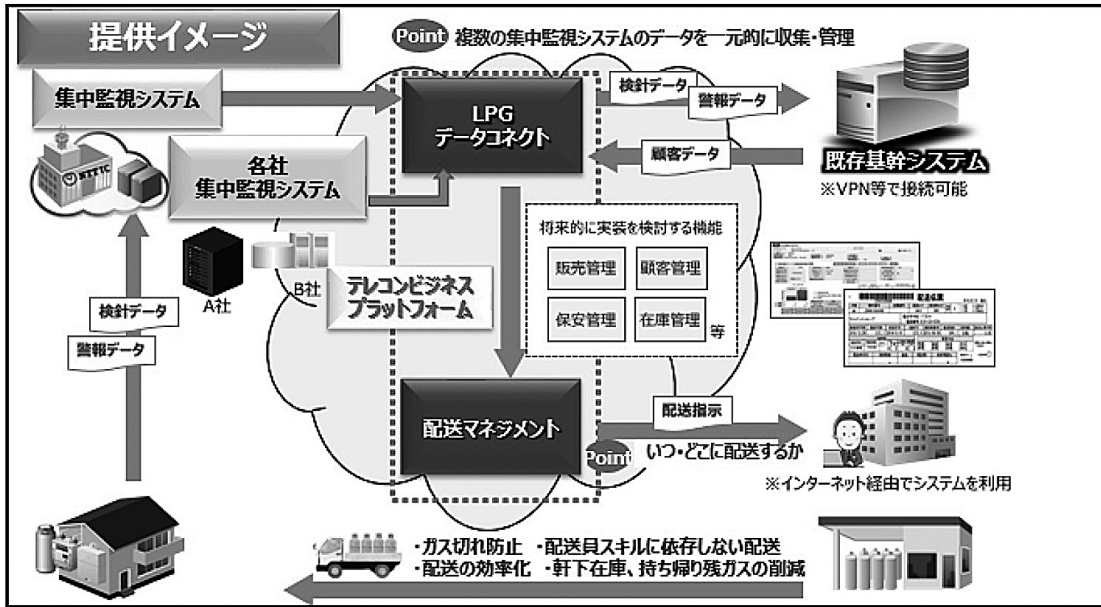 提供イメージ
Point 複数の集中監視システムのデータを一元的に収集・管理
集中監視システム
LPG
データコネクト
検針データ
警報データ
顧客データ
既存基幹システム
※VPN等で接続可能
各社
集中監視システム
A社
B社
テレコンビジネス
プラットフォーム
将来的に実装を検討する機能
販売管理
顧客管理
保安管理
在庫管理
等
検針データ
警報データ
配送伝票
配送マネジメント
配送指示
Point いつ・どこに配送するか
※インターネット経由でシステムを利用
・ガス切れ防止 ・配送員スキルに依存しない配送
・配送の効率化 ・軒下在庫、持ち帰り残ガスの削減